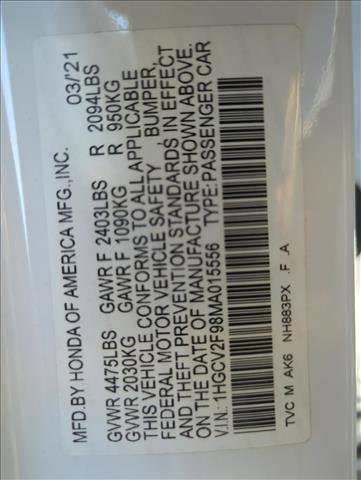 MFD.BY HONDA OF AMERICA MFG.,INC. 03/'21
GVWR 4475LBS GAWR F 2403LBS R 2094LBS
GVWR 2030KG GAWR F 1090KG R 950KG
THIS VEHICLE CONFORMS TO ALL APPLICABLE
FEDERAL MOTOR VEHICLE SAFETY BUMPER,
AND THEFT PREVENTION STANDARDS IN EFFECT
ON THE DATE OF MANUFACTURE SHOWN ABOVE.
V.I.N.: 1HGCV2F98MA015556 TYPE:PASSENGER CAR
TVC M AK6 NH883PX .F .A